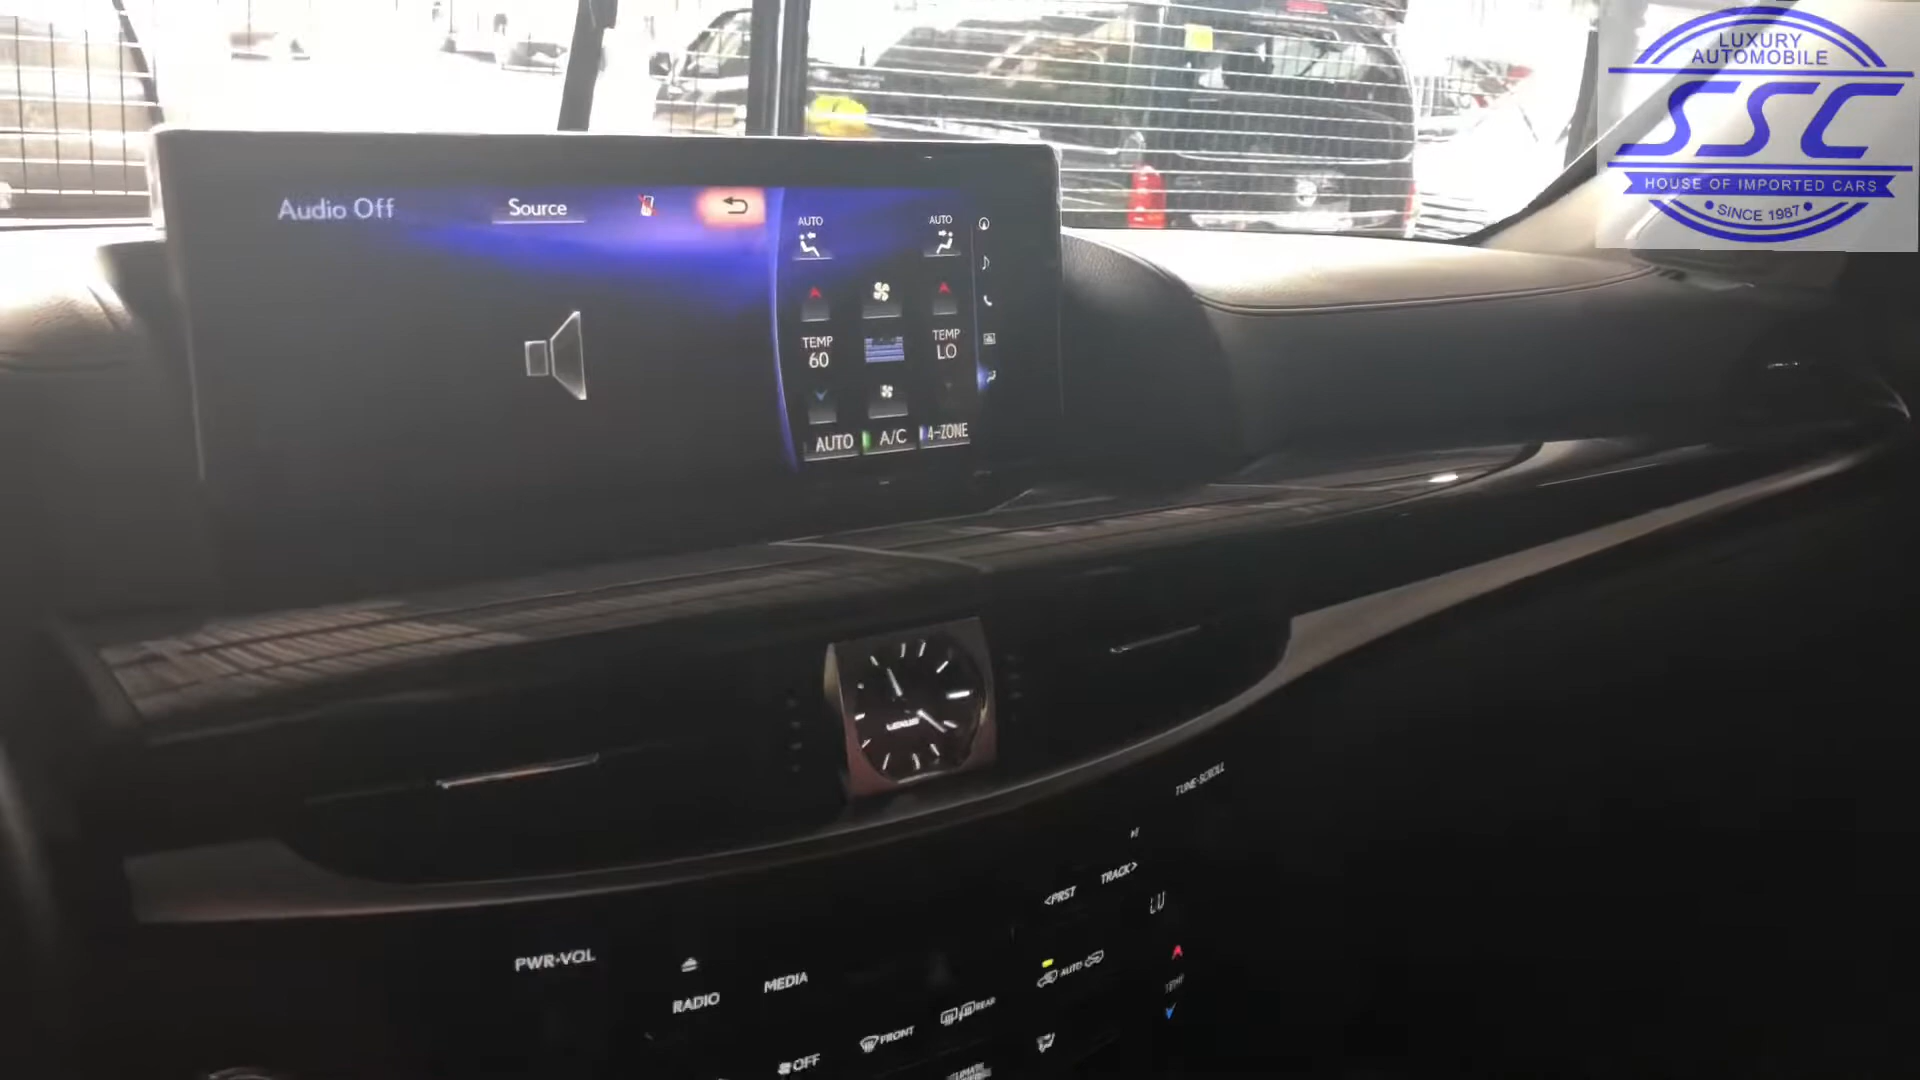 LUXURY
AUTOMOBILE
SSC
HOUSE OF IMPORTED CARS
SINCE 1987
Audio Off
Source
AUTO
AUTO
TEMP
60
TEMP
LO
AUTO
A/C
4-ZONE
LEXUS
TUNE·SCROLL
<PRST
TRACK>
PWR·VOL
RADIO
MEDIA
AUTO
TEMP
FRONT
REAR
OFF